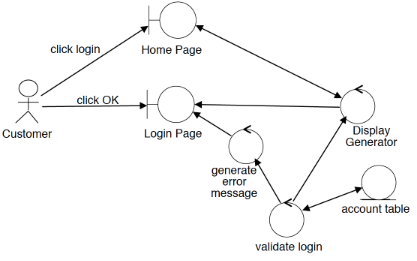 click login
Home Page
click OK
Customer
Login Page
Display
Generator
generate
error
message
account table
validate login